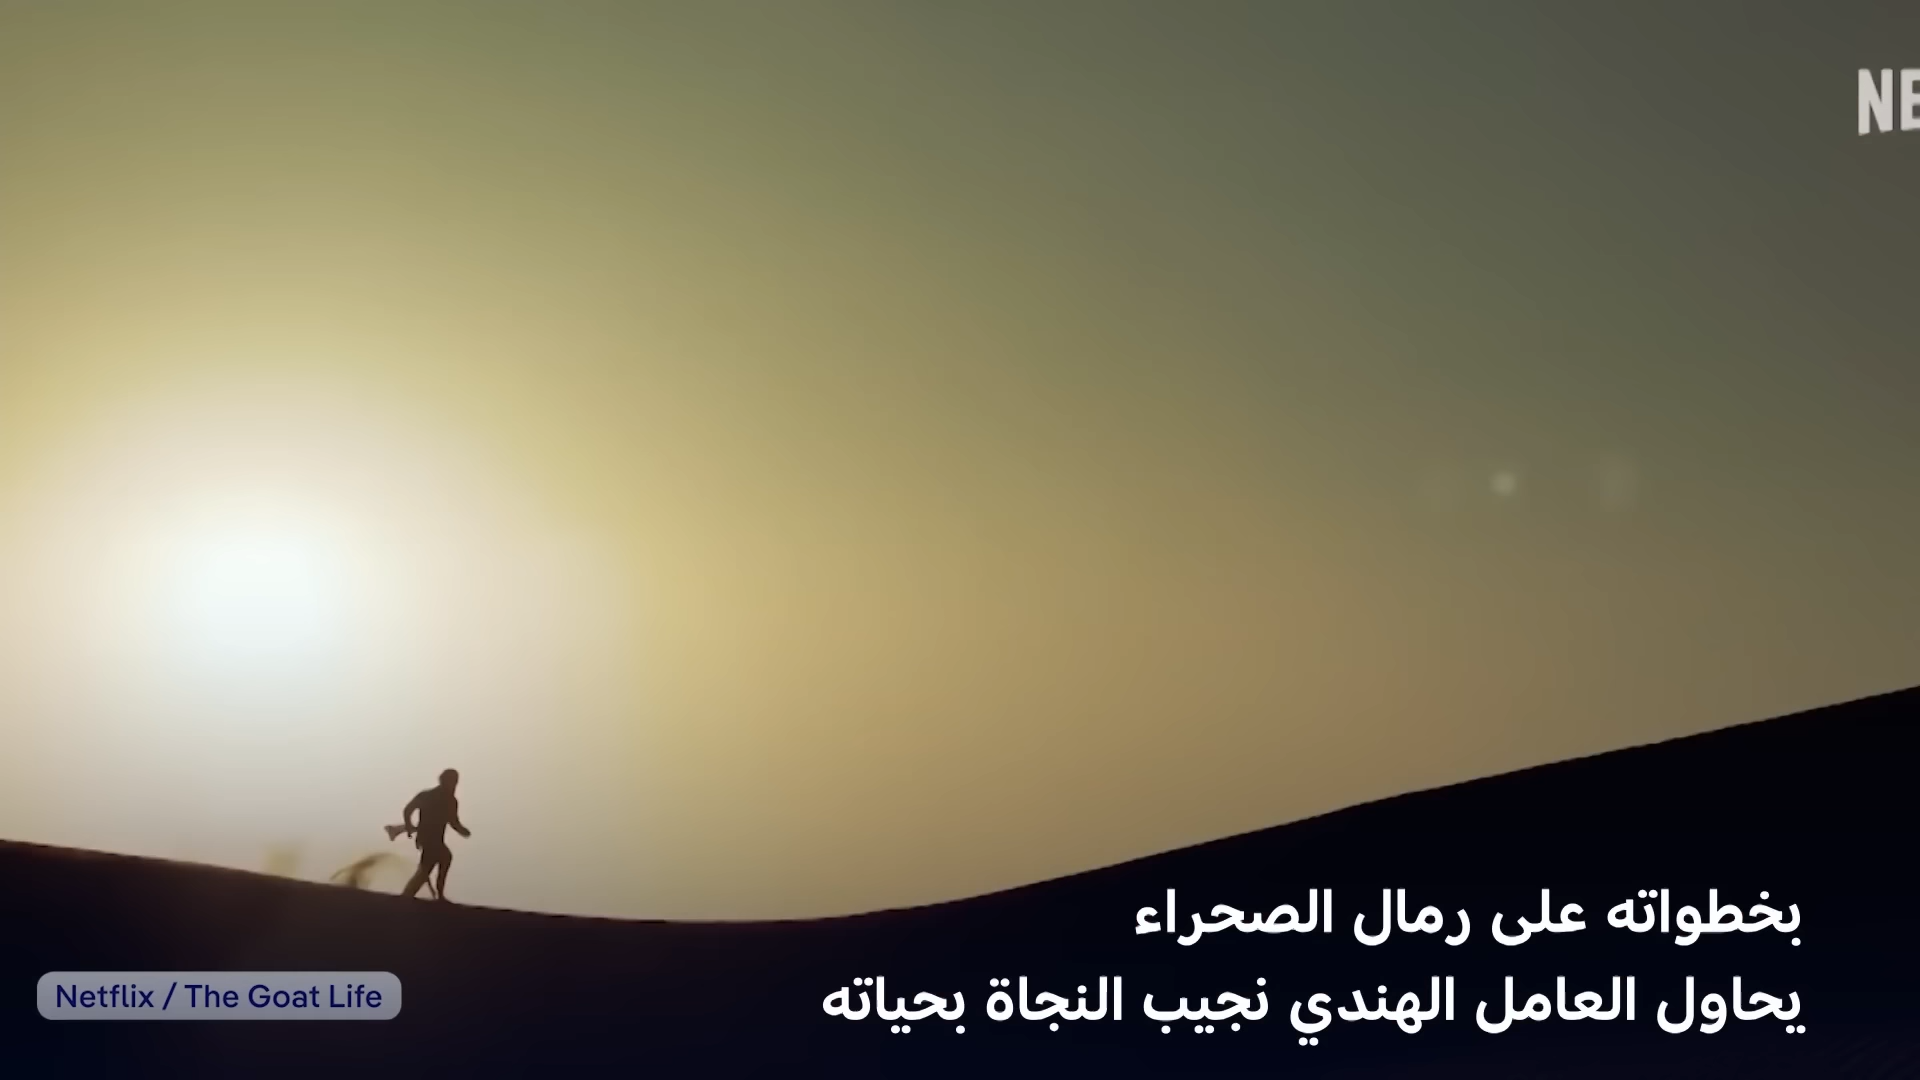 NE
بخطواته على رمال الصحراء
يحاول العامل الهندي نجيب النجاة بحياته
Netflix / The Goat Life